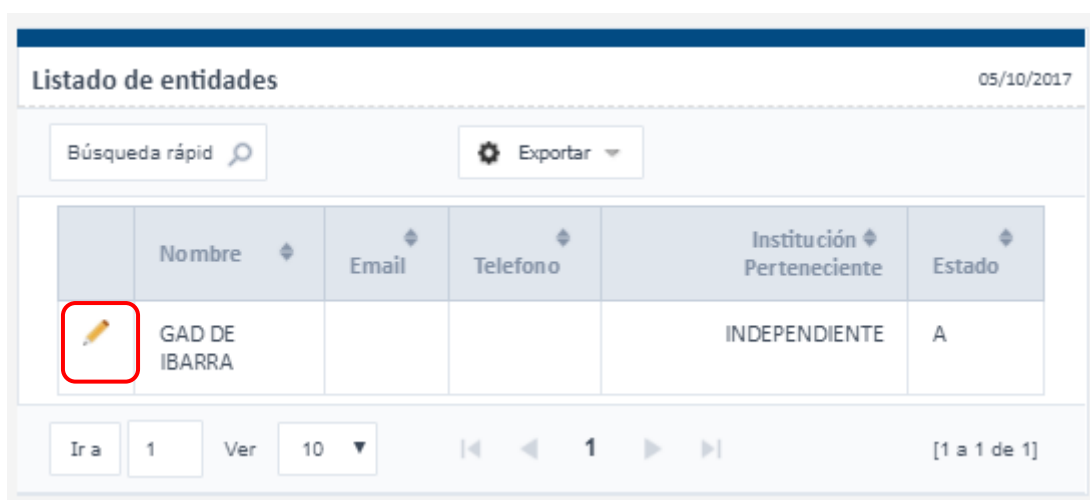 Listado de entidades 05/10/2017
Búsqueda rápid Exportar
Nombre Email Telefono Institución Perteneciente Estado
GAD DE IBARRA INDEPENDIENTE A
Ir a 1 Ver 10 1 [1 a 1 de 1]